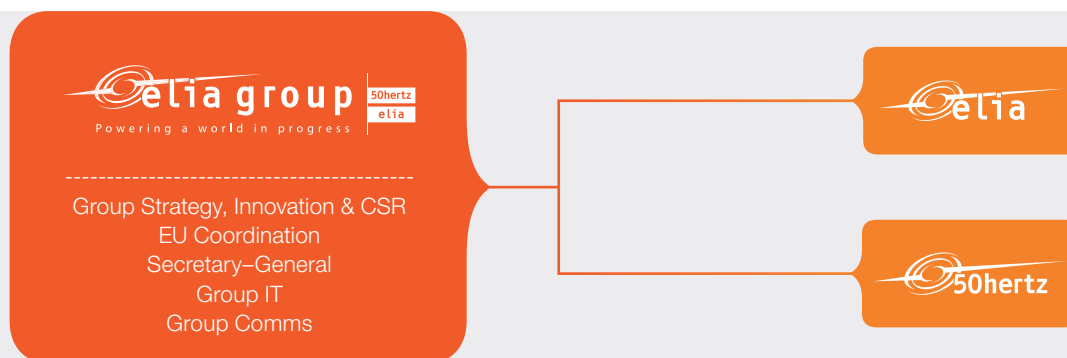 elia group
50hertz
elia
Powering a world in progress
Group Strategy, Innovation & CSR
EU Coordination
Secretary–General
Group IT
Group Comms
elia
50hertz